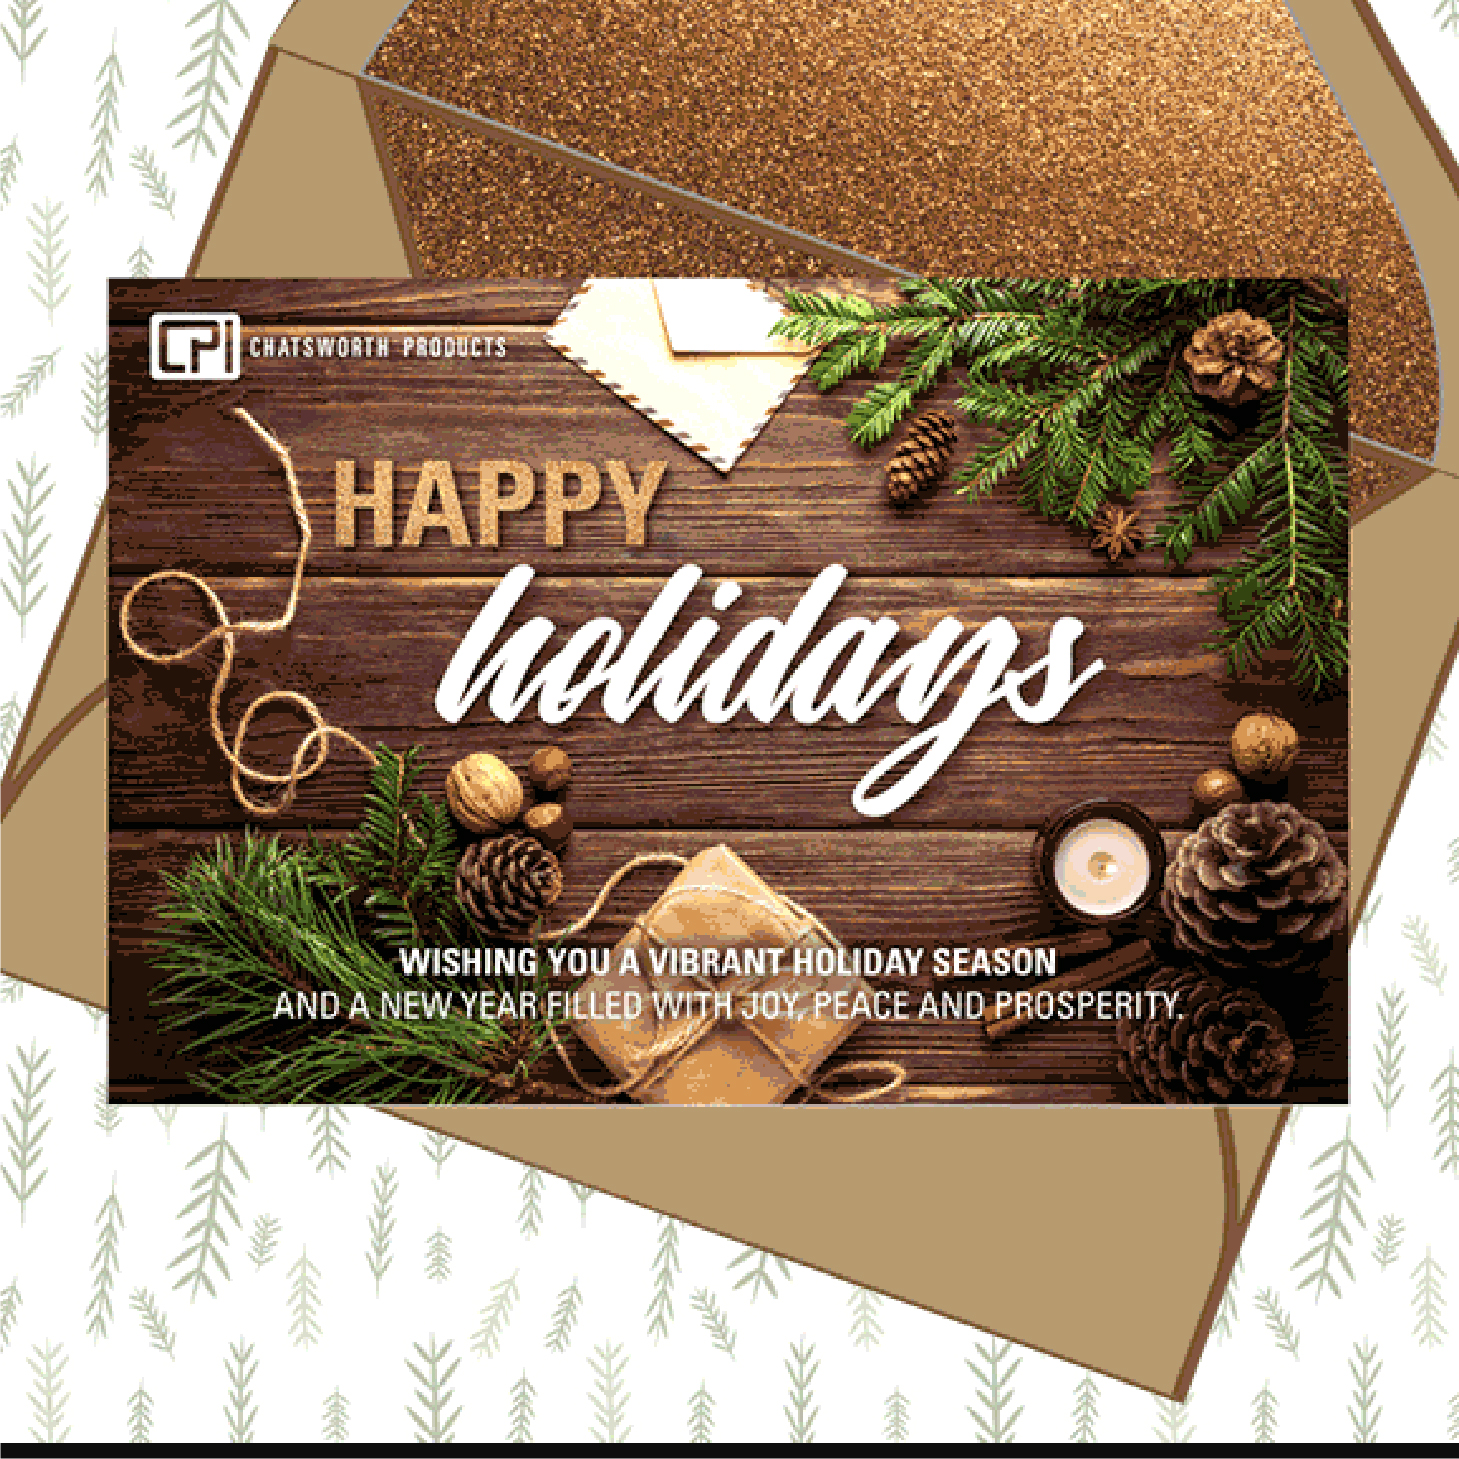 CPI CHATSWORTH PRODUCTS
HAPPY
holidays
WISHING YOU A VIBRANT HOLIDAY SEASON
AND A NEW YEAR FILLED WITH JOY, PEACE AND PROSPERITY.